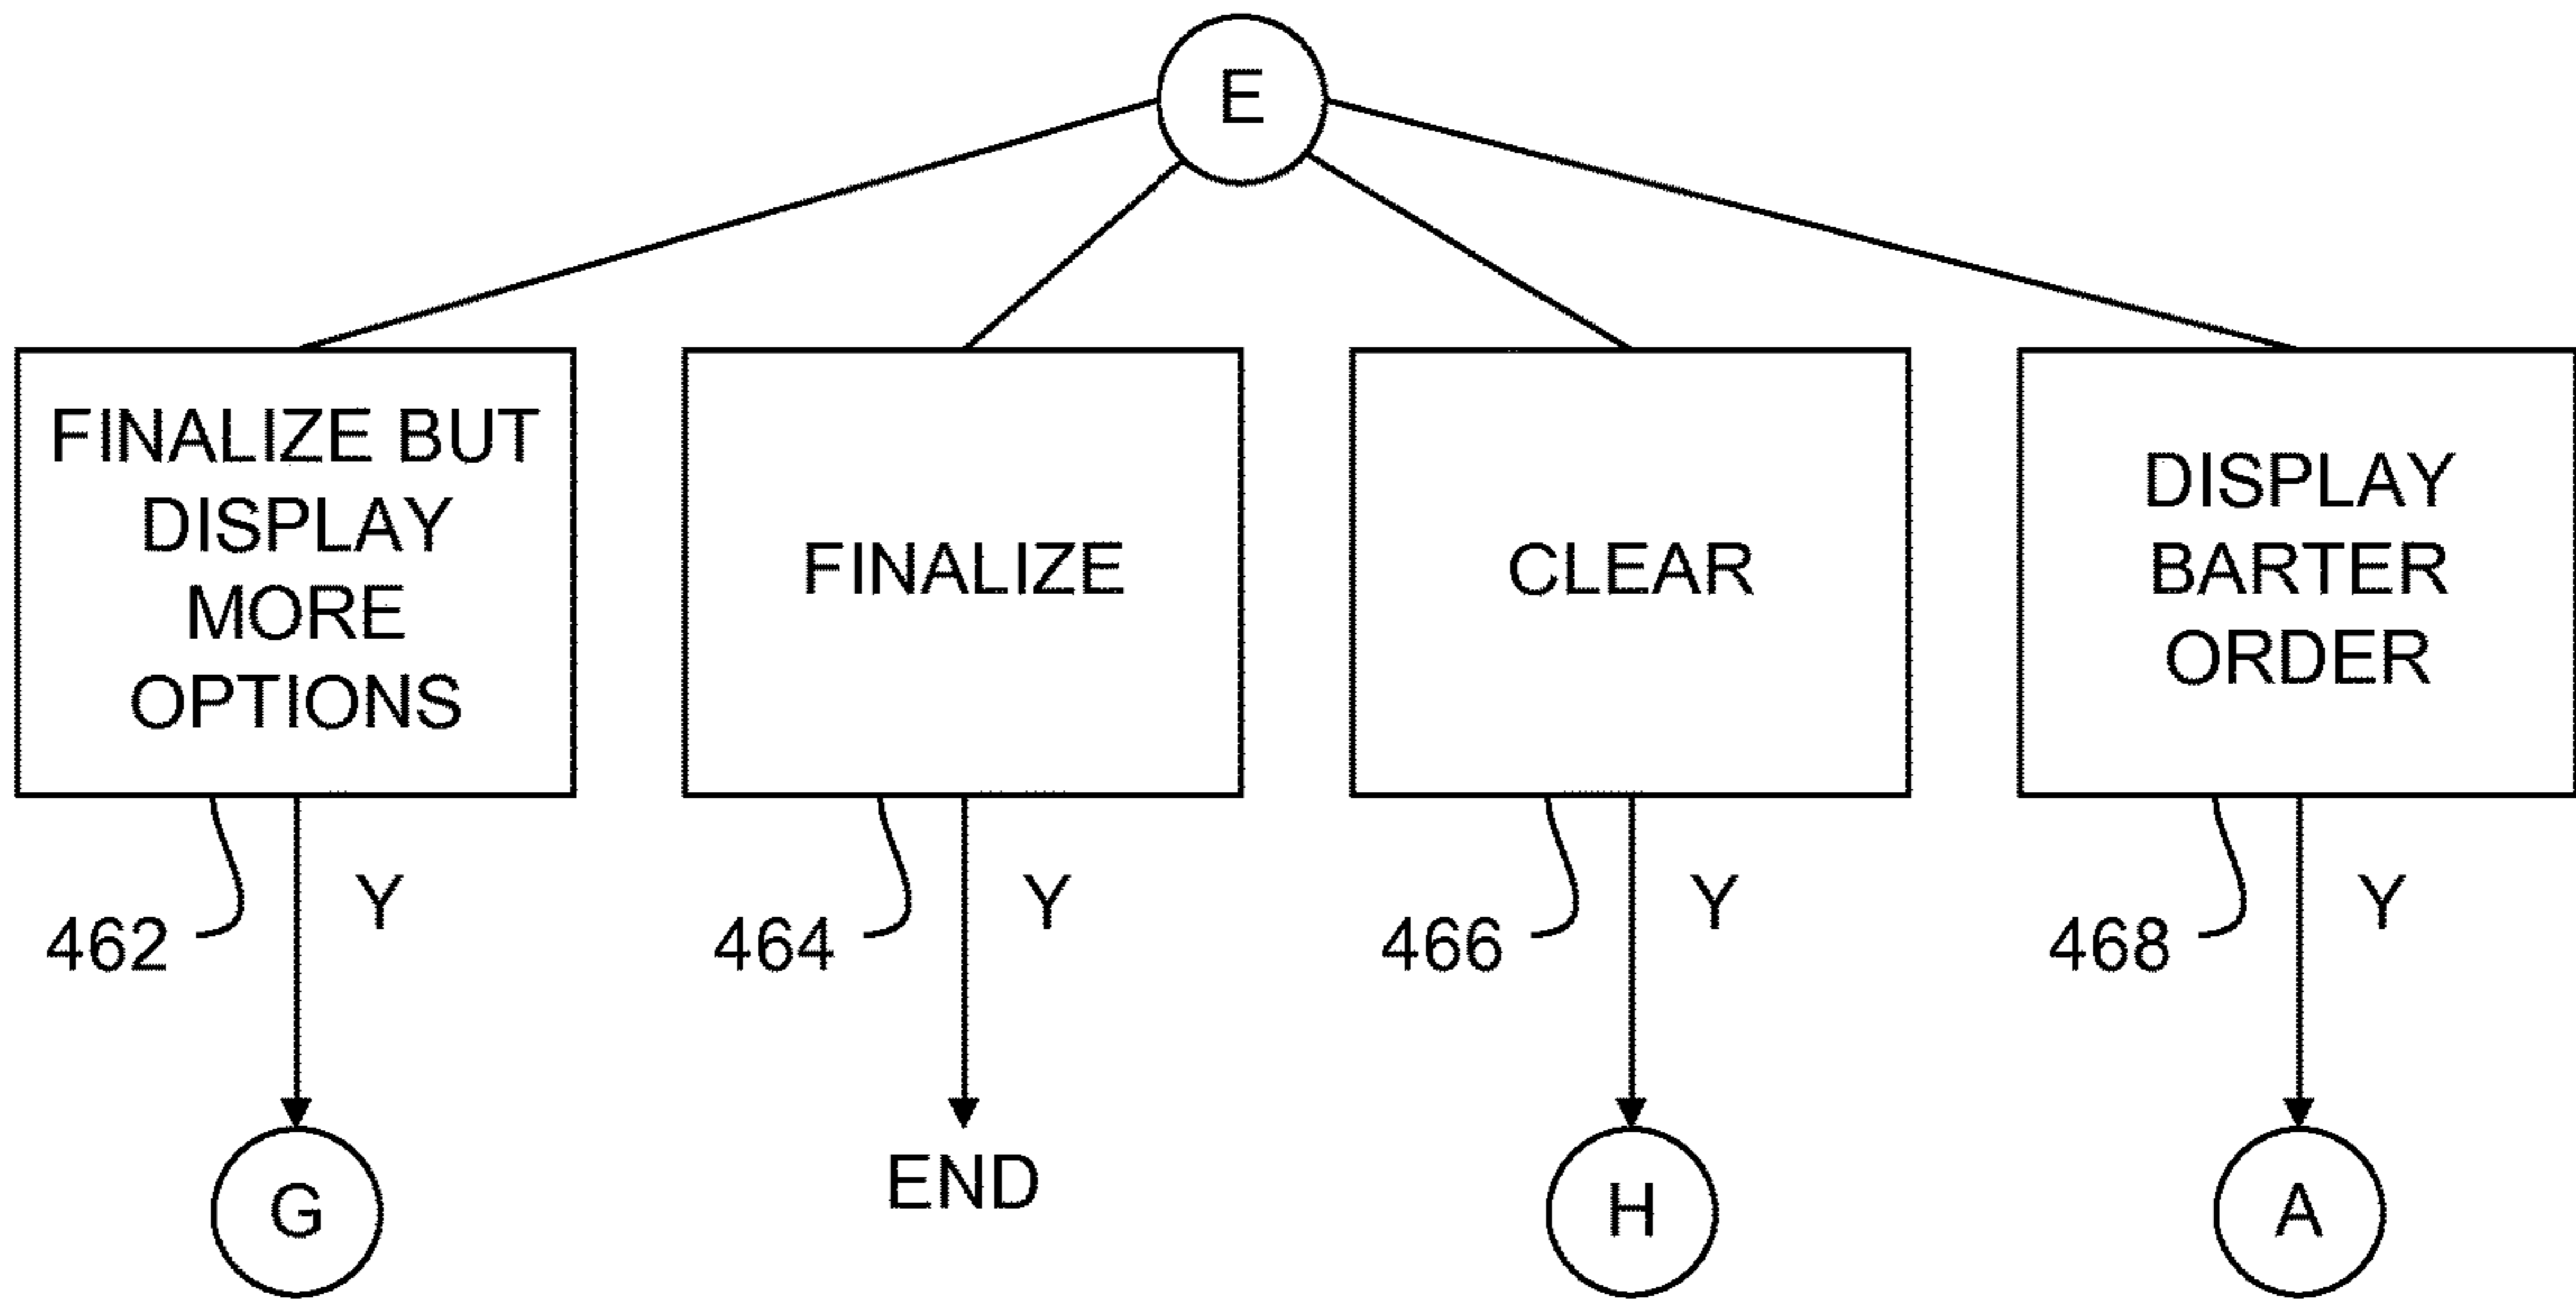 E
FINALIZE BUT
DISPLAY
MORE
OPTIONS
FINALIZE
CLEAR
DISPLAY
BARTER
ORDER
462
Y
464
Y
466
Y
468
Y
G
END
H
A